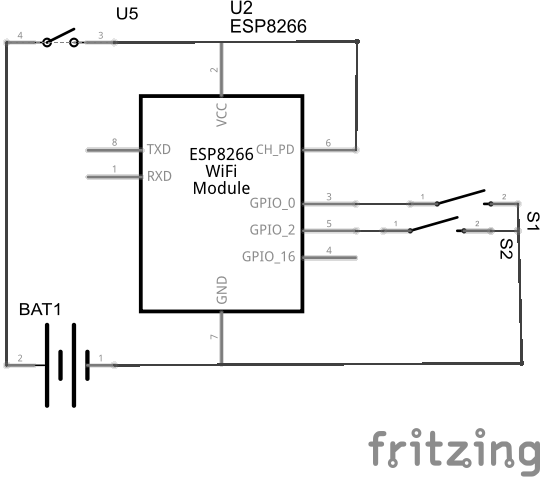 U5
U2
ESP8266
4
3
2
VCC
8
TXD
ESP8266
WiFi
Module
CH_PD
6
1
RXD
GPIO_0
3
1
2
GPIO_2
5
1
2
S1
S2
GPIO_16
4
GND
7
BAT1
2
1
fritzing